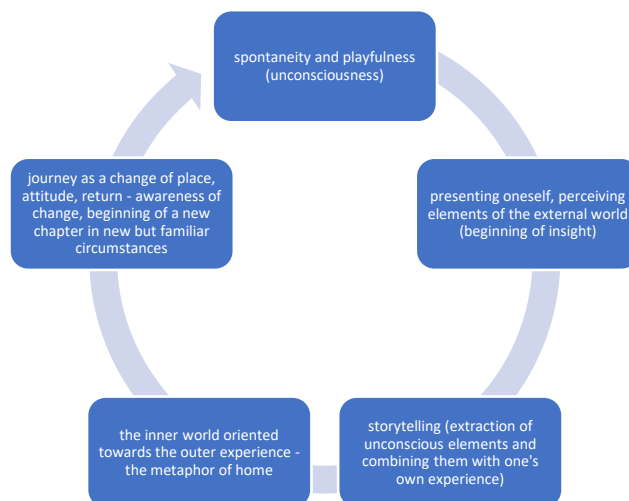 spontaneity and playfulness
(unconsciousness)
presenting oneself, perceiving
elements of the external world
(beginning of insight)
storytelling (extraction of
unconscious elements and
combining them with one's
own experience)
the inner world oriented
towards the outer experience -
the metaphor of home
journey as a change of place,
attitude, return - awareness of
change, beginning of a new
chapter in new but familiar
circumstances